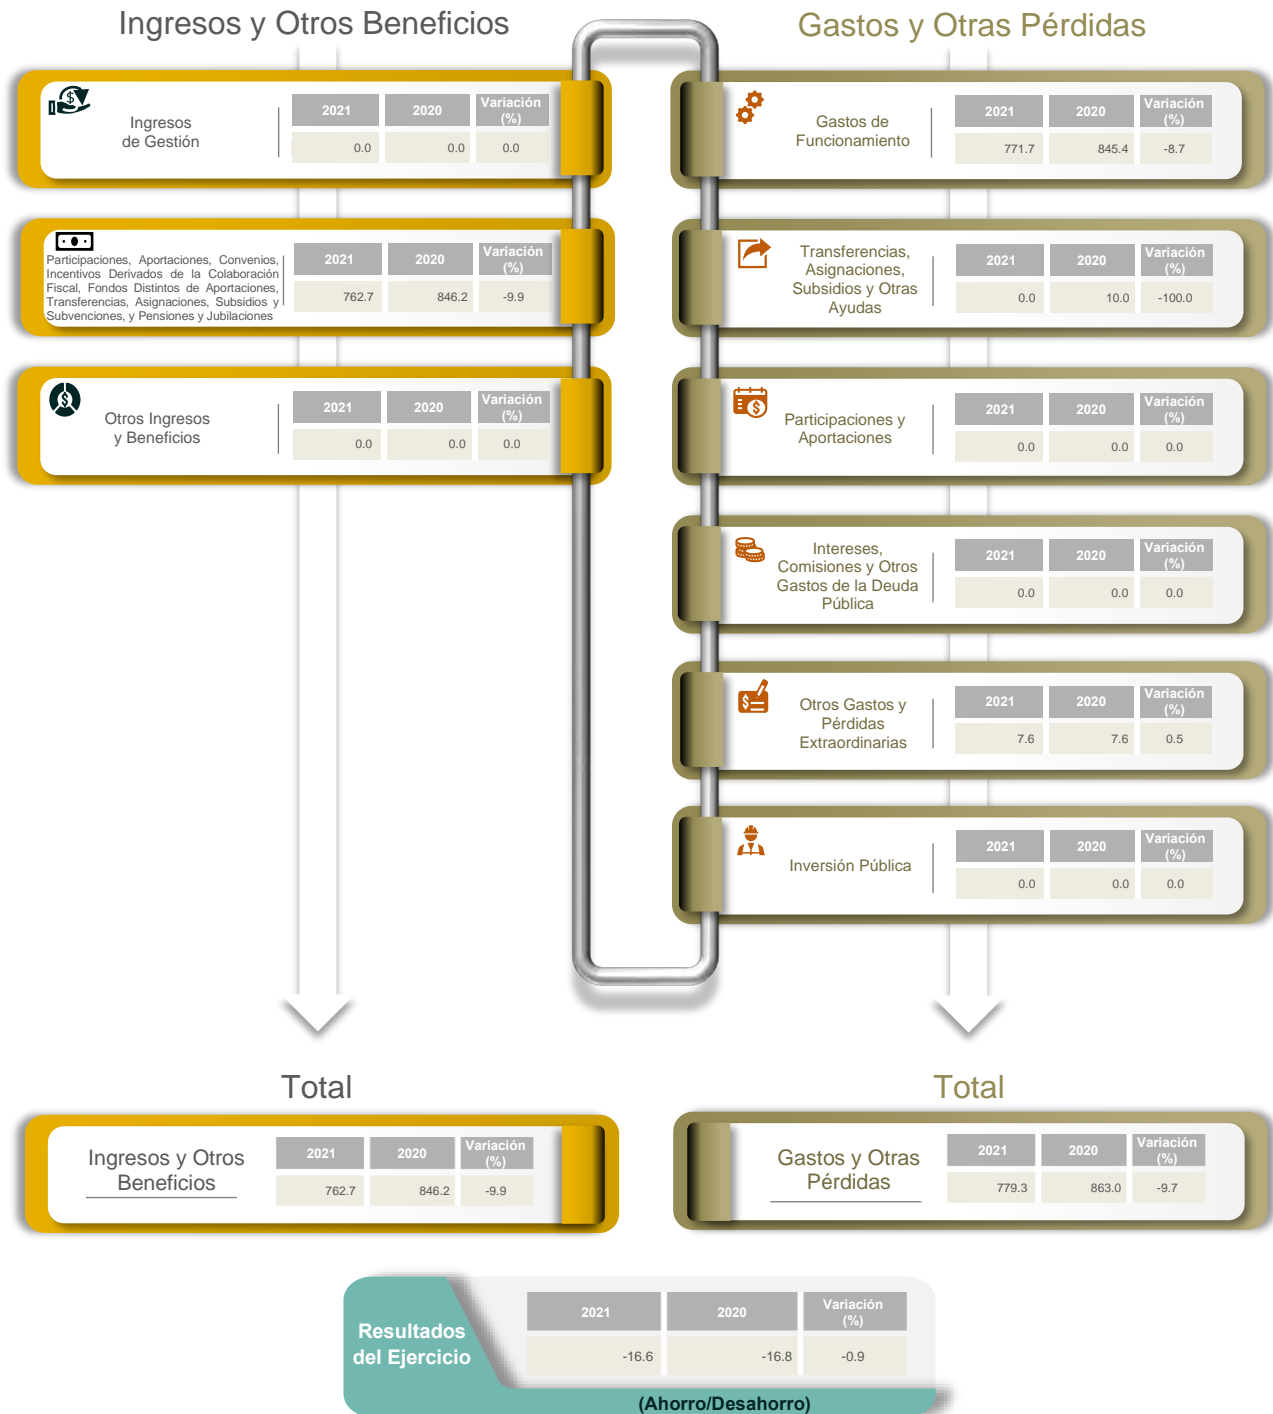 Ingresos y Otros Beneficios
Ingresos
de Gestión
2021 2020 Variación
(%)
0.0 0.0 0.0
Participaciones, Aportaciones, Convenios,
Incentivos Derivados de la Colaboración
Fiscal, Fondos Distintos de Aportaciones,
Transferencias, Asignaciones, Subsidios y
Subvenciones, y Pensiones y Jubilaciones
2021 2020 Variación
(%)
762.7 846.2 -9.9
Otros Ingresos
y Beneficios
2021 2020 Variación
(%)
0.0 0.0 0.0
Gastos y Otras Pérdidas
Gastos de
Funcionamiento
2021 2020 Variación
(%)
771.7 845.4 -8.7
Transferencias,
Asignaciones,
Subsidios y Otras
Ayudas
2021 2020 Variación
(%)
0.0 10.0 -100.0
Participaciones y
Aportaciones
2021 2020 Variación
(%)
0.0 0.0 0.0
Intereses,
Comisiones y Otros
Gastos de la Deuda
Pública
2021 2020 Variación
(%)
0.0 0.0 0.0
Otros Gastos y
Pérdidas
Extraordinarias
2021 2020 Variación
(%)
7.6 7.6 0.5
Inversión Pública
2021 2020 Variación
(%)
0.0 0.0 0.0
Total
Ingresos y Otros
Beneficios
2021 2020 Variación
(%)
762.7 846.2 -9.9
Total
Gastos y Otras
Pérdidas
2021 2020 Variación
(%)
779.3 863.0 -9.7
Resultados
del Ejercicio
2021 2020 Variación
(%)
-16.6 -16.8 -0.9
(Ahorro/Desahorro)